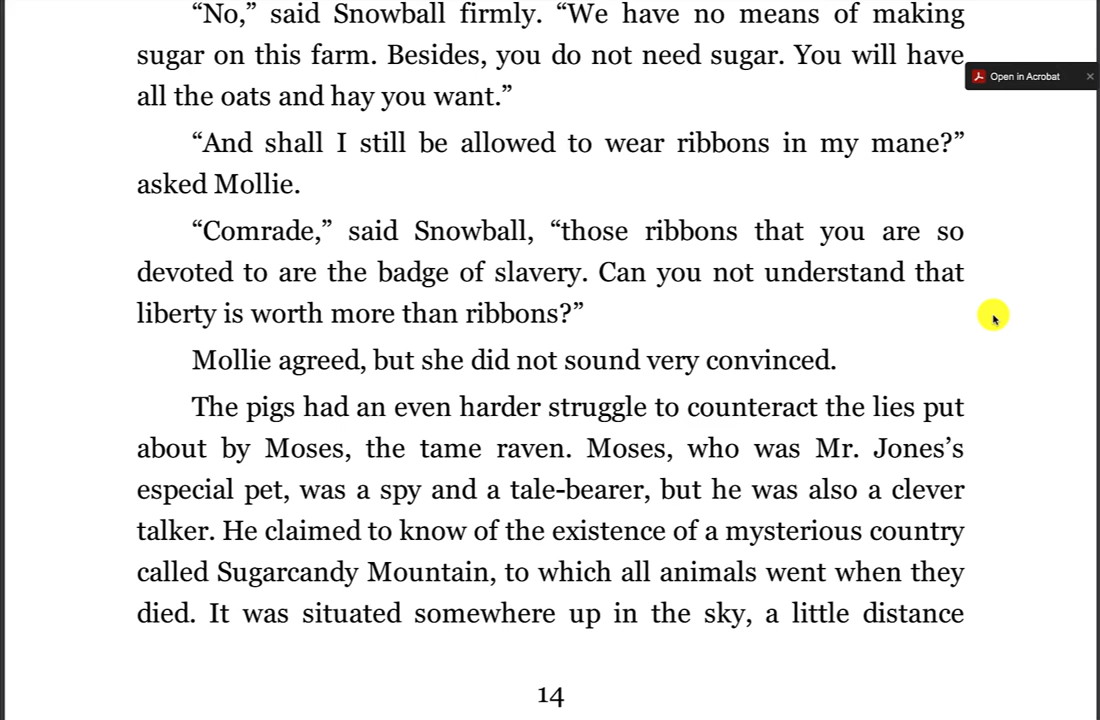 “No,” said Snowball firmly. “We have no means of making
sugar on this farm. Besides, you do not need sugar. You will have
all the oats and hay you want.”
Open in Acrobat
“And shall I still be allowed to wear ribbons in my mane?”
asked Mollie.
“Comrade,” said Snowball, “those ribbons that you are so
devoted to are the badge of slavery. Can you not understand that
liberty is worth more than ribbons?”
Mollie agreed, but she did not sound very convinced.
The pigs had an even harder struggle to counteract the lies put
about by Moses, the tame raven. Moses, who was Mr. Jones’s
especial pet, was a spy and a tale-bearer, but he was also a clever
talker. He claimed to know of the existence of a mysterious country
called Sugarcandy Mountain, to which all animals went when they
died. It was situated somewhere up in the sky, a little distance
14